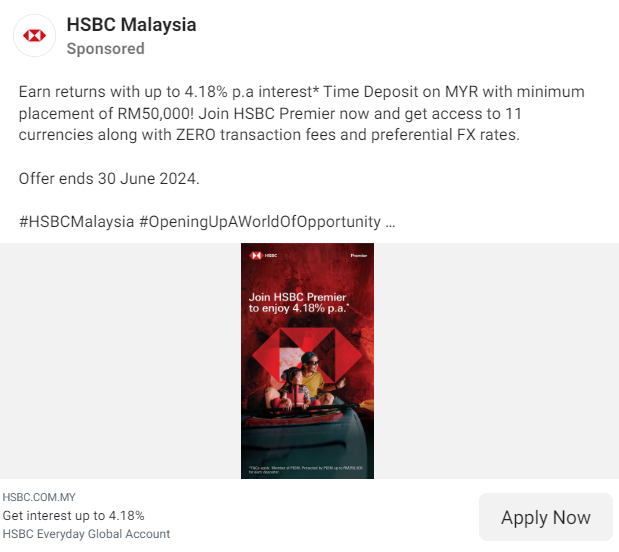 HSBC Malaysia
Sponsored
Earn returns with up to 4.18% p.a interest* Time Deposit on MYR with minimum
placement of RM50,000! Join HSBC Premier now and get access to 11
currencies along with ZERO transaction fees and preferential FX rates.
Offer ends 30 June 2024.
#HSBCMalaysia #OpeningUpAWorldOfOpportunity ...
HSBC
Premier
Join HSBC Premier
to enjoy 4.18% p.a.*
*T&Cs apply. Member of PIDM. Protected by PIDM up to RM250,000
for each depositor.
HSBC.COM.MY
Get interest up to 4.18%
HSBC Everyday Global Account
Apply Now